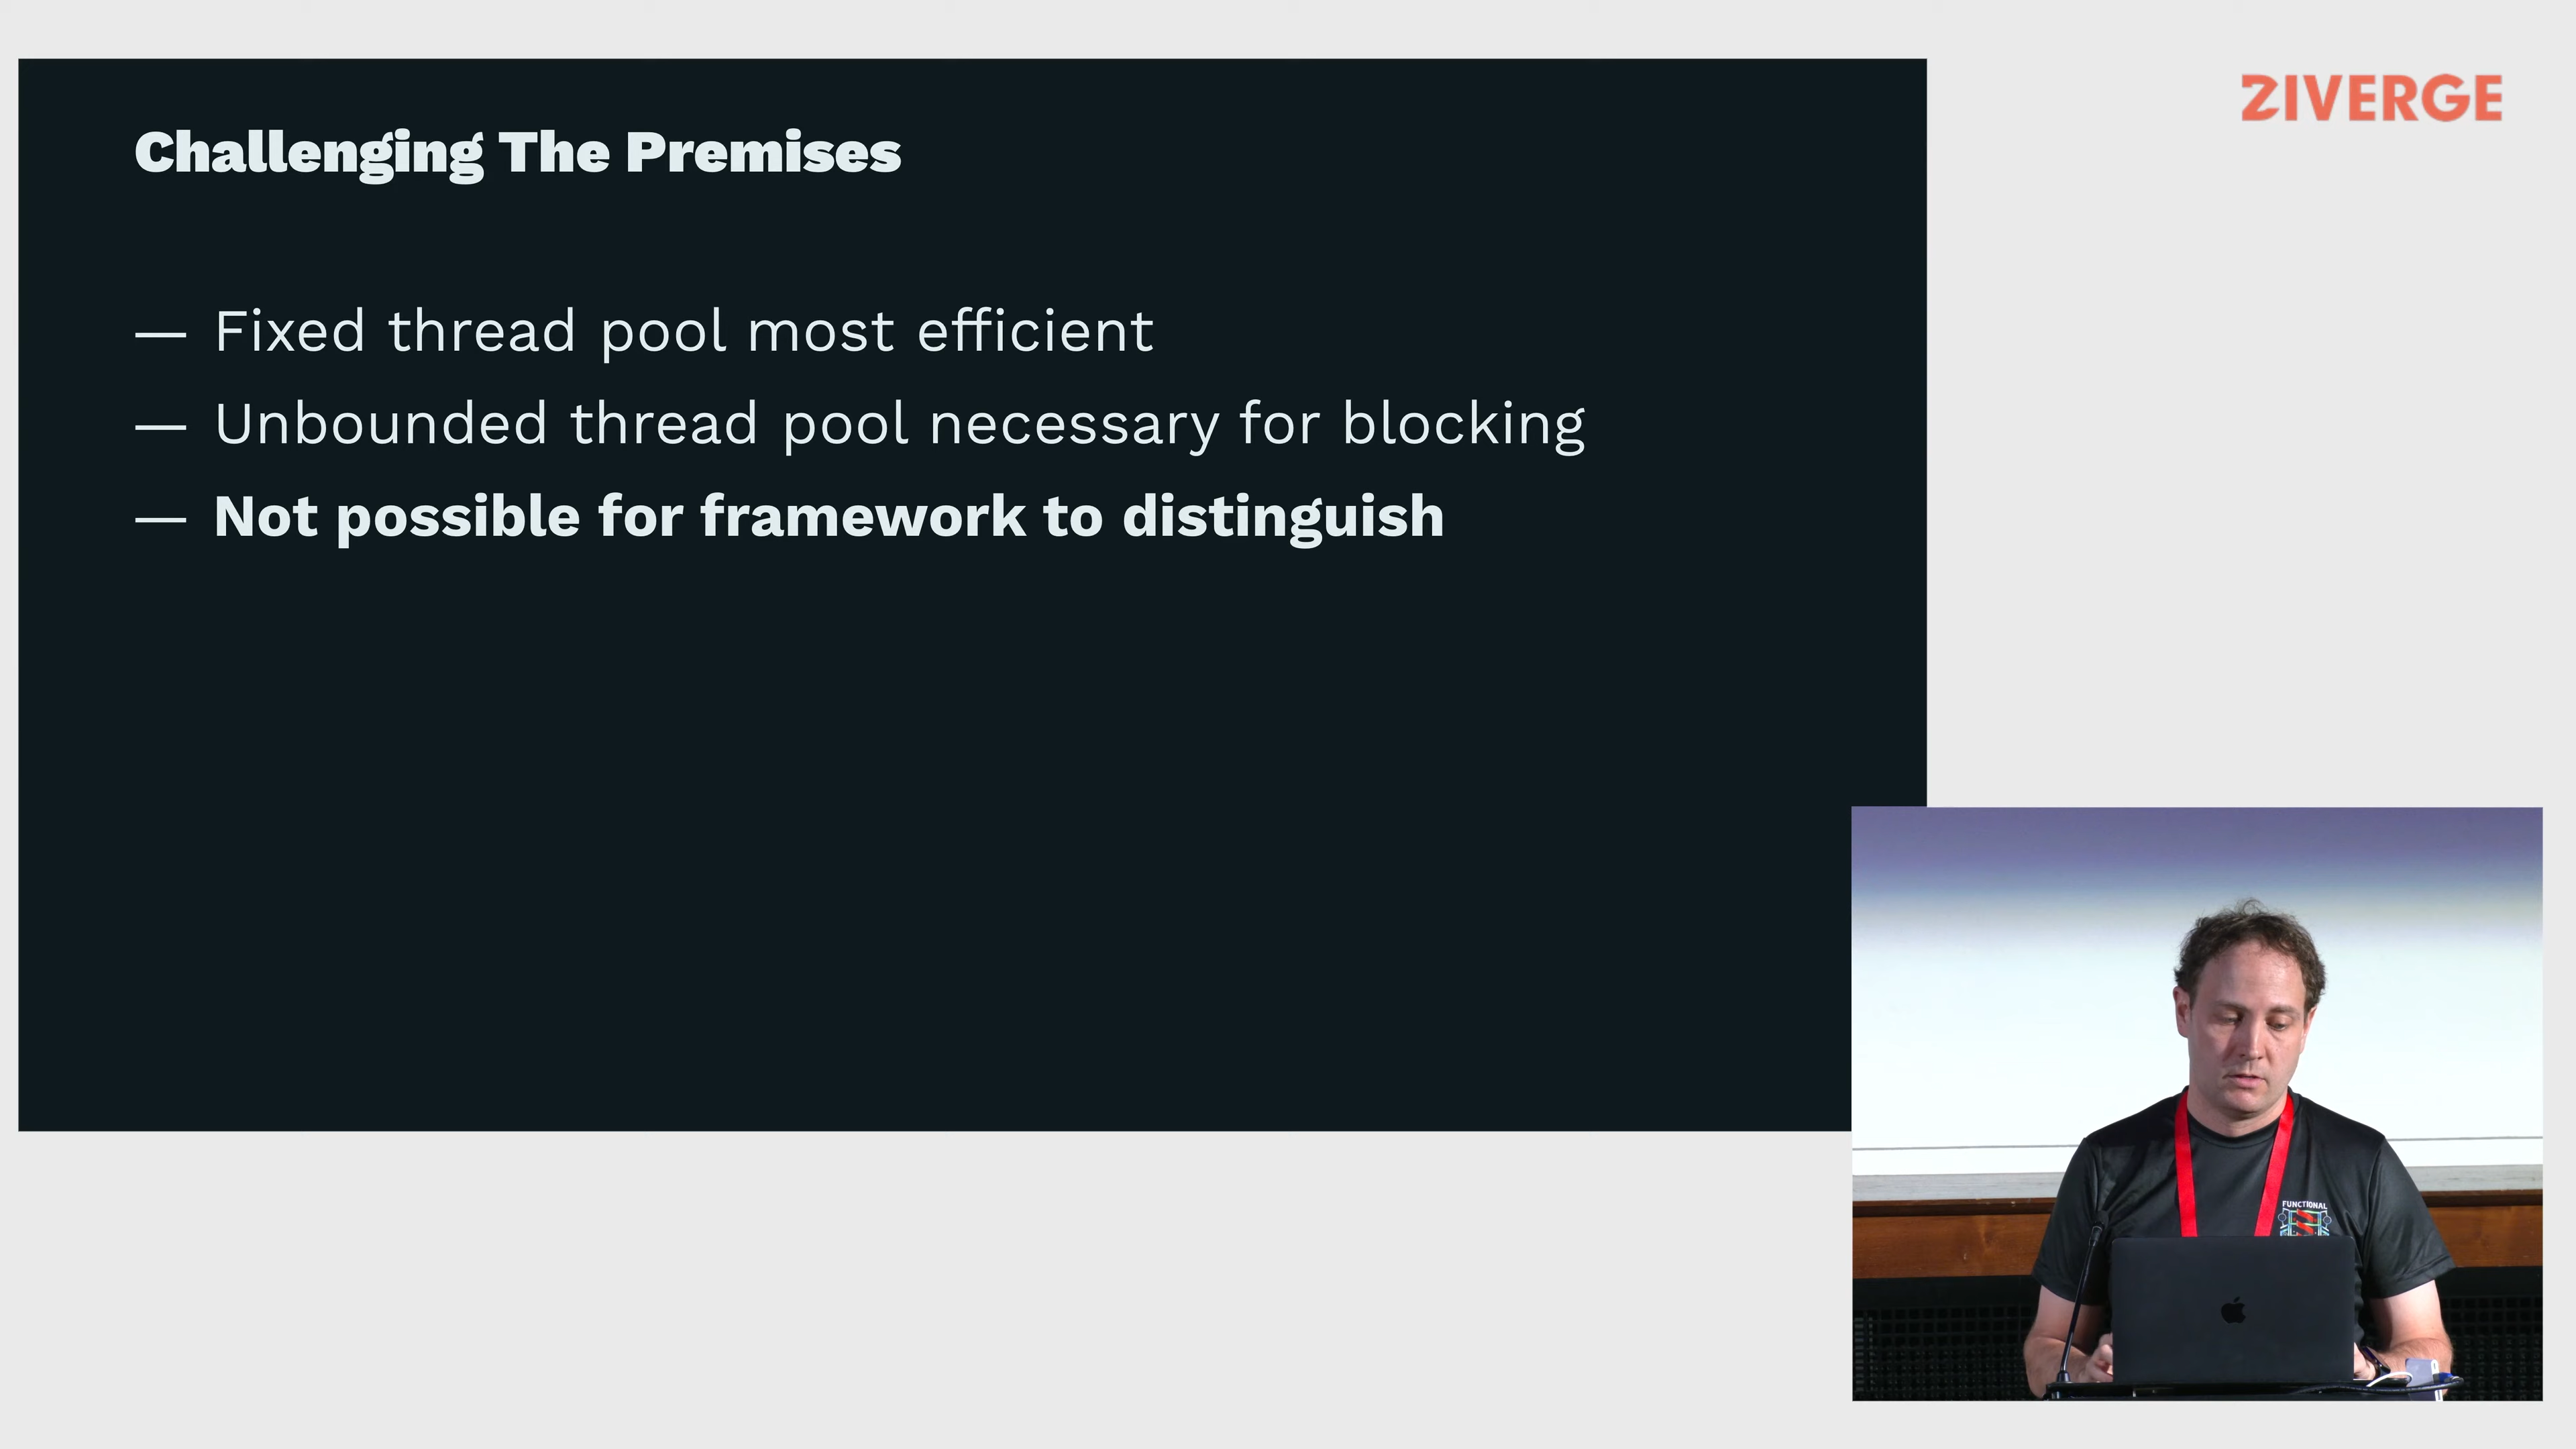 ZIVERGE
Challenging The Premises
— Fixed thread pool most efficient
— Unbounded thread pool necessary for blocking
— Not possible for framework to distinguish
FUNCTIONAL